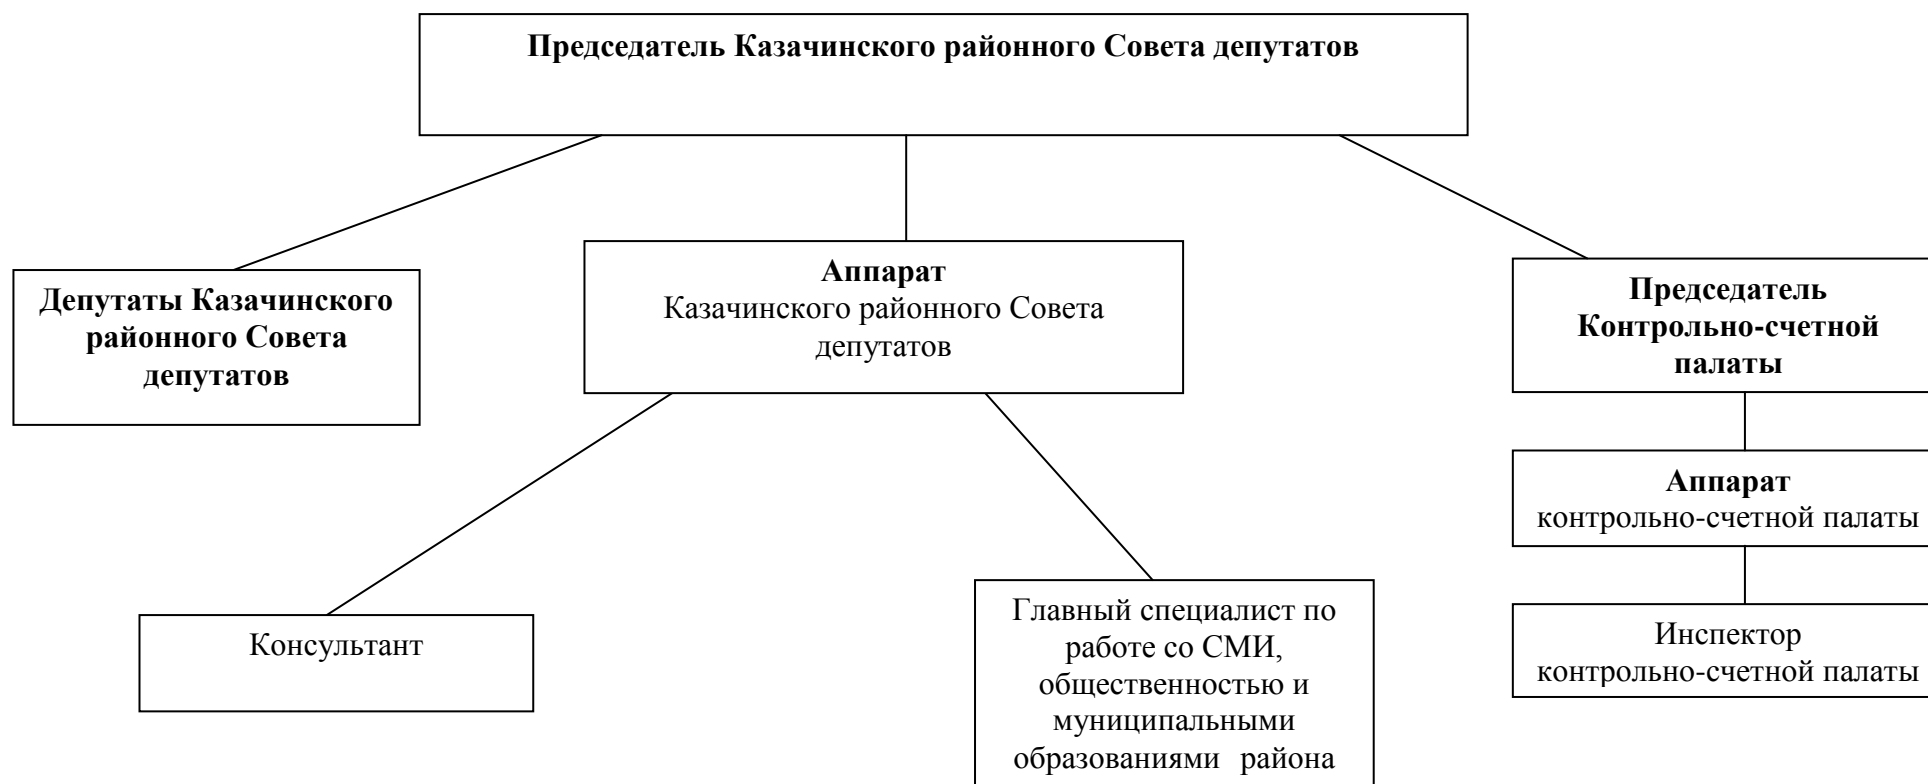 Председатель Казачинского районного Совета депутатов
Депутаты Казачинского
районного Совета
депутатов
Аппарат
Казачинского районного Совета
депутатов
Председатель
Контрольно-счетной
палаты
Аппарат
контрольно-счетной палаты
Консультант
Главный специалист по
работе со СМИ,
общественностью и
муниципальными
образованиями района
Инспектор
контрольно-счетной палаты